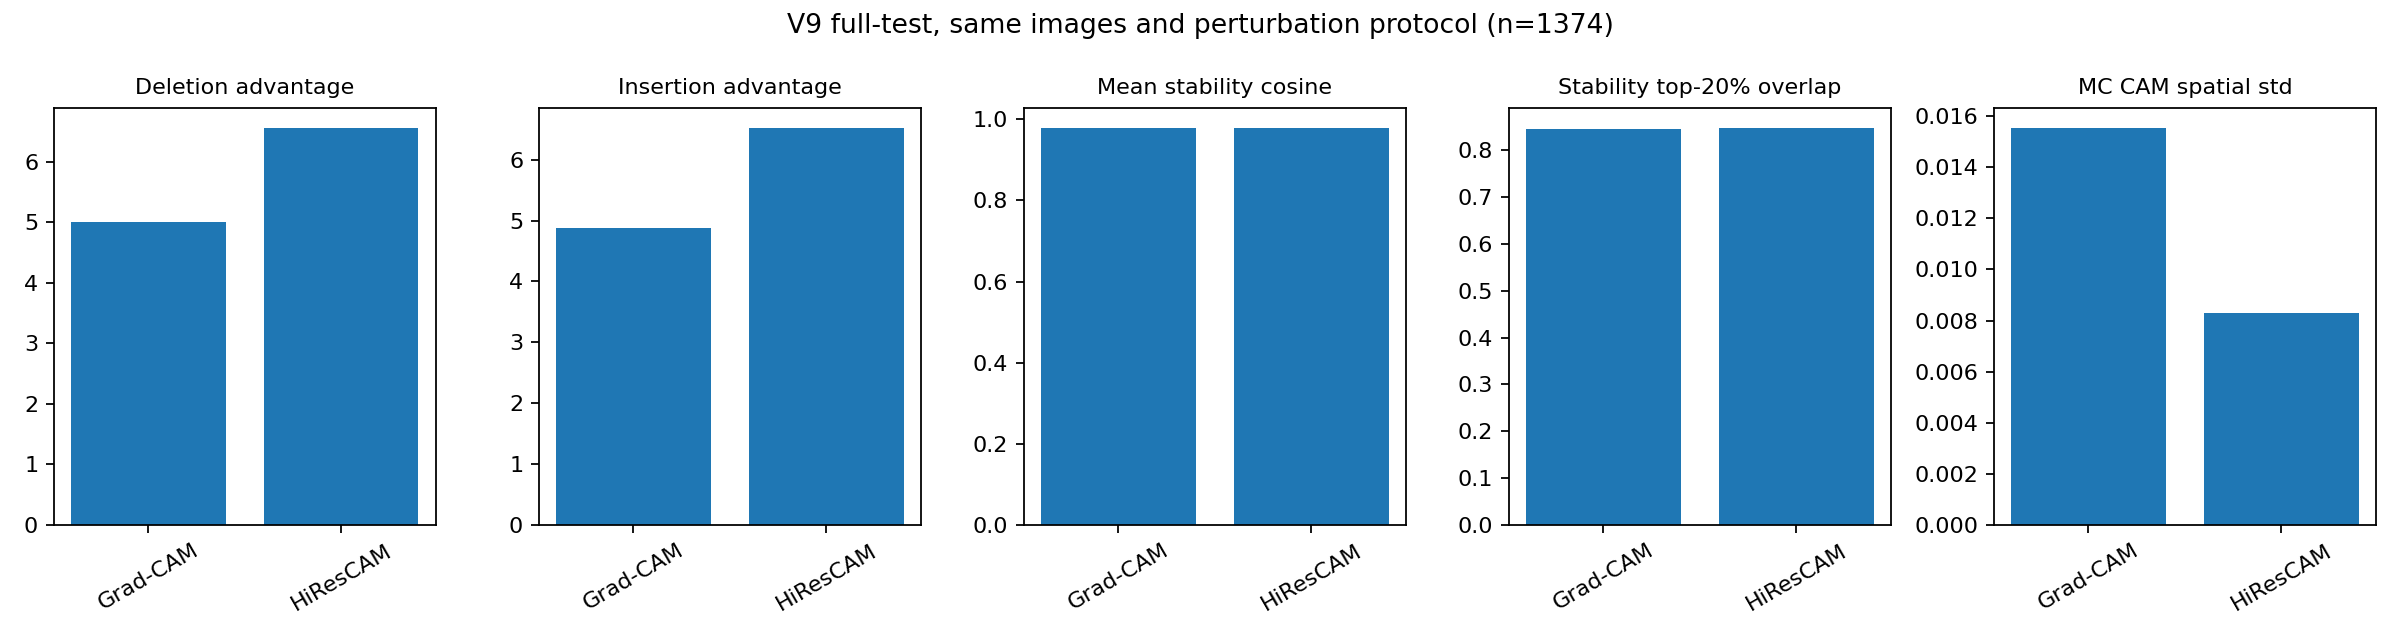 V9 full-test, same images and perturbation protocol (n=1374)
Deletion advantage
6
5
4
3
2
1
0
Grad-CAM
HiResCAM
Insertion advantage
6
5
4
3
2
1
0
Grad-CAM
HiResCAM
Mean stability cosine
1.0
0.8
0.6
0.4
0.2
0.0
Grad-CAM
HiResCAM
Stability top-20% overlap
0.8
0.7
0.6
0.5
0.4
0.3
0.2
0.1
0.0
Grad-CAM
HiResCAM
MC CAM spatial std
0.016
0.014
0.012
0.010
0.008
0.006
0.004
0.002
0.000
Grad-CAM
HiResCAM